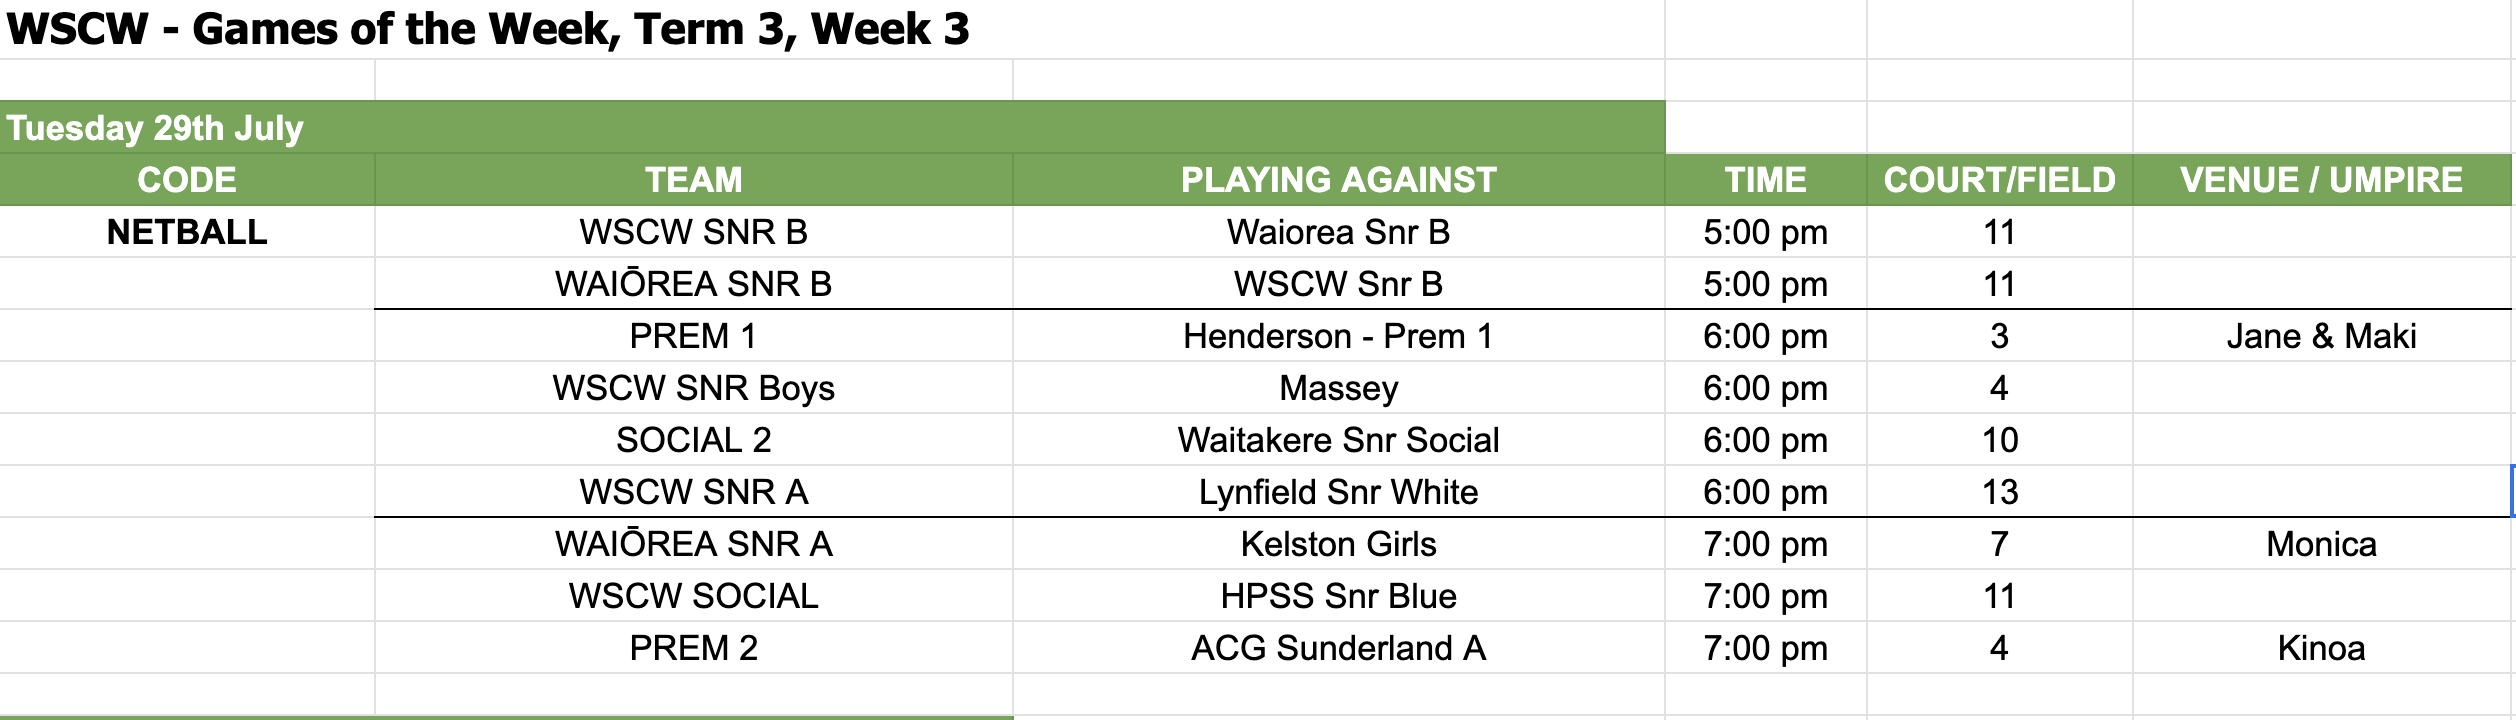 WSCW - Games of the Week, Term 3, Week 3
Tuesday 29th July
CODE TEAM PLAYING AGAINST TIME COURT/FIELD VENUE / UMPIRE
NETBALL WSCW SNR B Waiorea Snr B 5:00 pm 11
WAIŌREA SNR B WSCW Snr B 5:00 pm 11
PREM 1 Henderson - Prem 1 6:00 pm 3 Jane & Maki
WSCW SNR Boys Massey 6:00 pm 4
SOCIAL 2 Waitakere Snr Social 6:00 pm 10
WSCW SNR A Lynfield Snr White 6:00 pm 13
WAIŌREA SNR A Kelston Girls 7:00 pm 7 Monica
WSCW SOCIAL HPSS Snr Blue 7:00 pm 11
PREM 2 ACG Sunderland A 7:00 pm 4 Kinoa